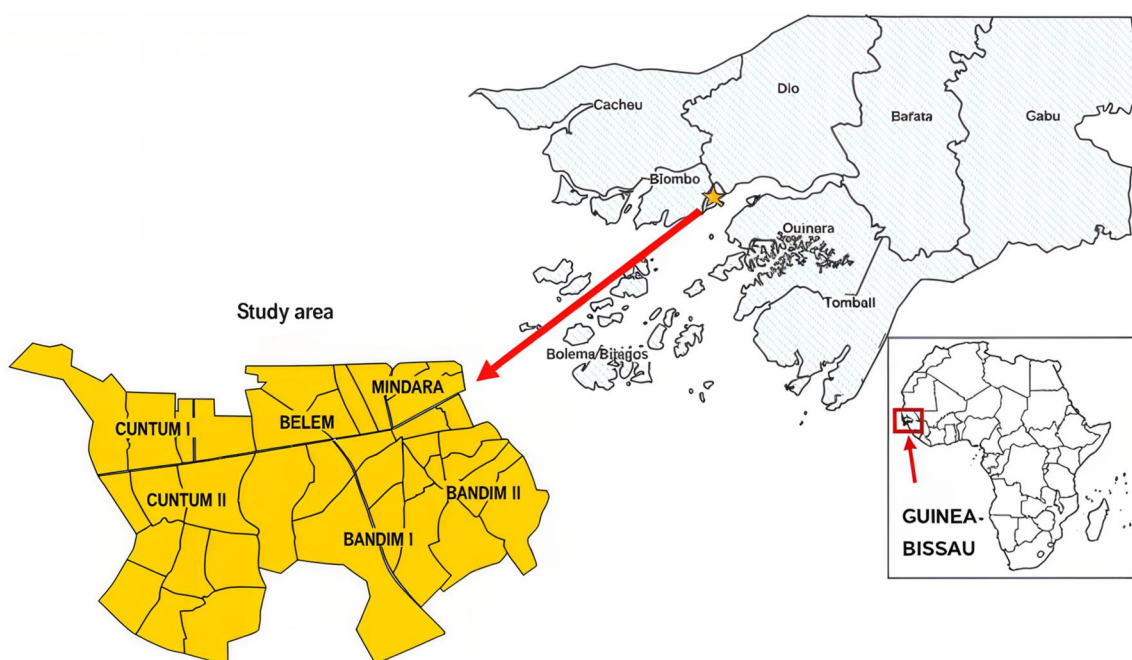 Dlo
Cacheu
Bafata
Gabu
Biombo
Ouinara
Tomball
Study area
Bolema/Bitagos
MINDARA
BELEM
CUNTUM I
CUNTUM II
BANDIM II
BANDIM I
GUINEA-
BISSAU